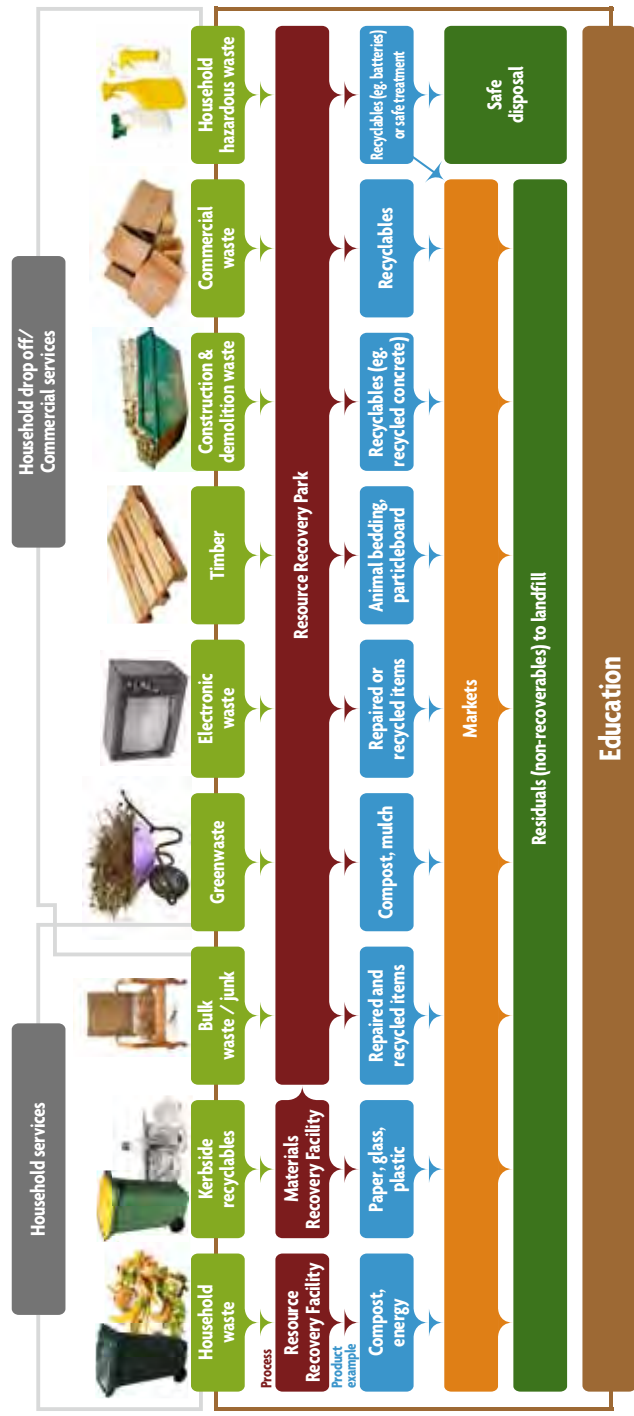 Household services
Household drop off/
Commercial services
Household
waste
Kerbside
recyclables
Bulk
waste / junk
Greenwaste
Electronic
waste
Timber
Construction &
demolition waste
Commercial
waste
Household
hazardous waste
Process
Resource
Recovery Facility
Materials
Recovery Facility
Resource Recovery Park
Product
example
Compost,
energy
Paper, glass,
plastic
Repaired and
recycled items
Compost, mulch
Repaired or
recycled items
Animal bedding,
particleboard
Recyclables (eg.
recycled concrete)
Recyclables
Recyclables (eg. batteries)
or safe treatment
Markets
Safe
disposal
Residuals (non-recoverables) to landfill
Education